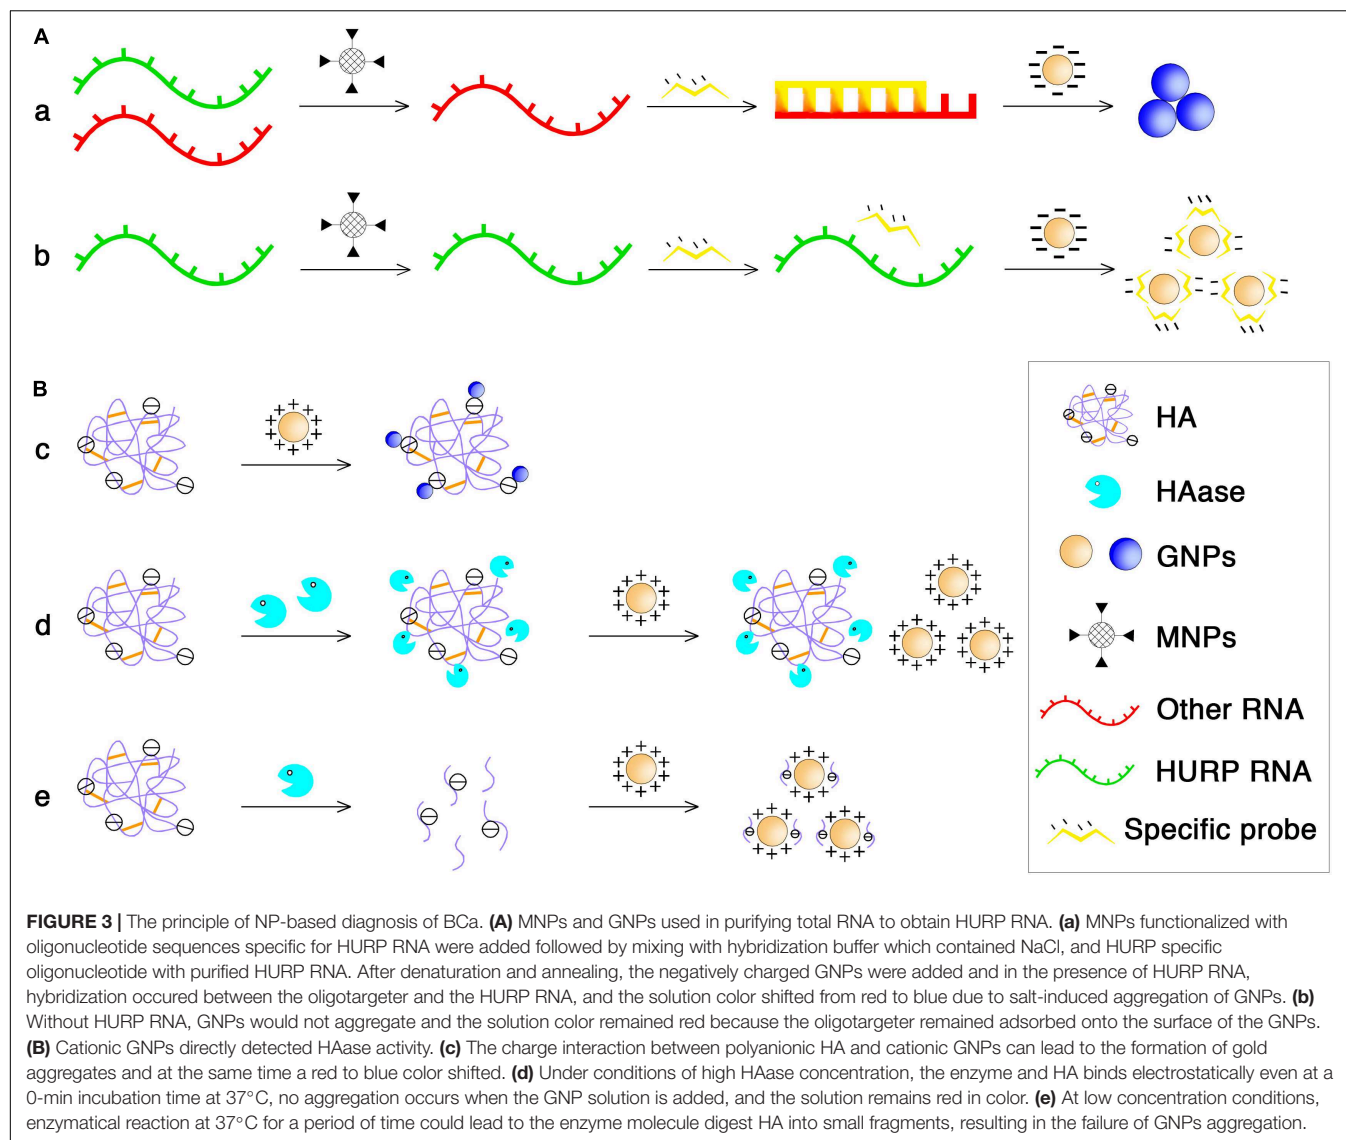 A
a
b
B
c
d
e
HA
HAase
GNPs
MNPs
Other RNA
HURP RNA
Specific probe
FIGURE 3 | The principle of NP-based diagnosis of BCa. (A) MNPs and GNPs used in purifying total RNA to obtain HURP RNA. (a) MNPs functionalized with
oligonucleotide sequences specific for HURP RNA were added followed by mixing with hybridization buffer which contained NaCl, and HURP specific
oligonucleotide with purified HURP RNA. After denaturation and annealing, the negatively charged GNPs were added and in the presence of HURP RNA,
hybridization occured between the oligotargeter and the HURP RNA, and the solution color shifted from red to blue due to salt-induced aggregation of GNPs. (b)
Without HURP RNA, GNPs would not aggregate and the solution color remained red because the oligotargeter remained adsorbed onto the surface of the GNPs.
(B) Cationic GNPs directly detected HAase activity. (c) The charge interaction between polyanionic HA and cationic GNPs can lead to the formation of gold
aggregates and at the same time a red to blue color shifted. (d) Under conditions of high HAase concentration, the enzyme and HA binds electrostatically even at a
0-min incubation time at 37°C, no aggregation occurs when the GNP solution is added, and the solution remains red in color. (e) At low concentration conditions,
enzymatical reaction at 37°C for a period of time could lead to the enzyme molecule digest HA into small fragments, resulting in the failure of GNPs aggregation.